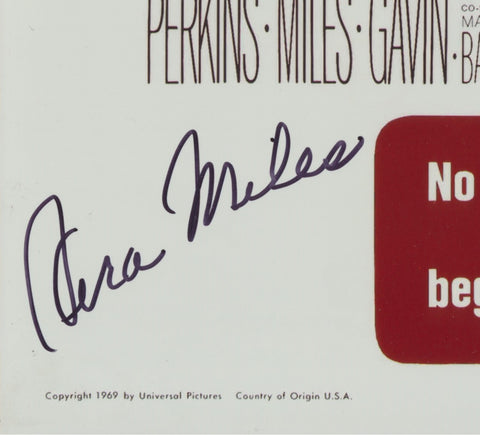 PERKINS · MILES · GAVIN ·
CO-
MA
BA
Vera Miles
No
beg
Copyright 1969 by Universal Pictures Country of Origin U.S.A.